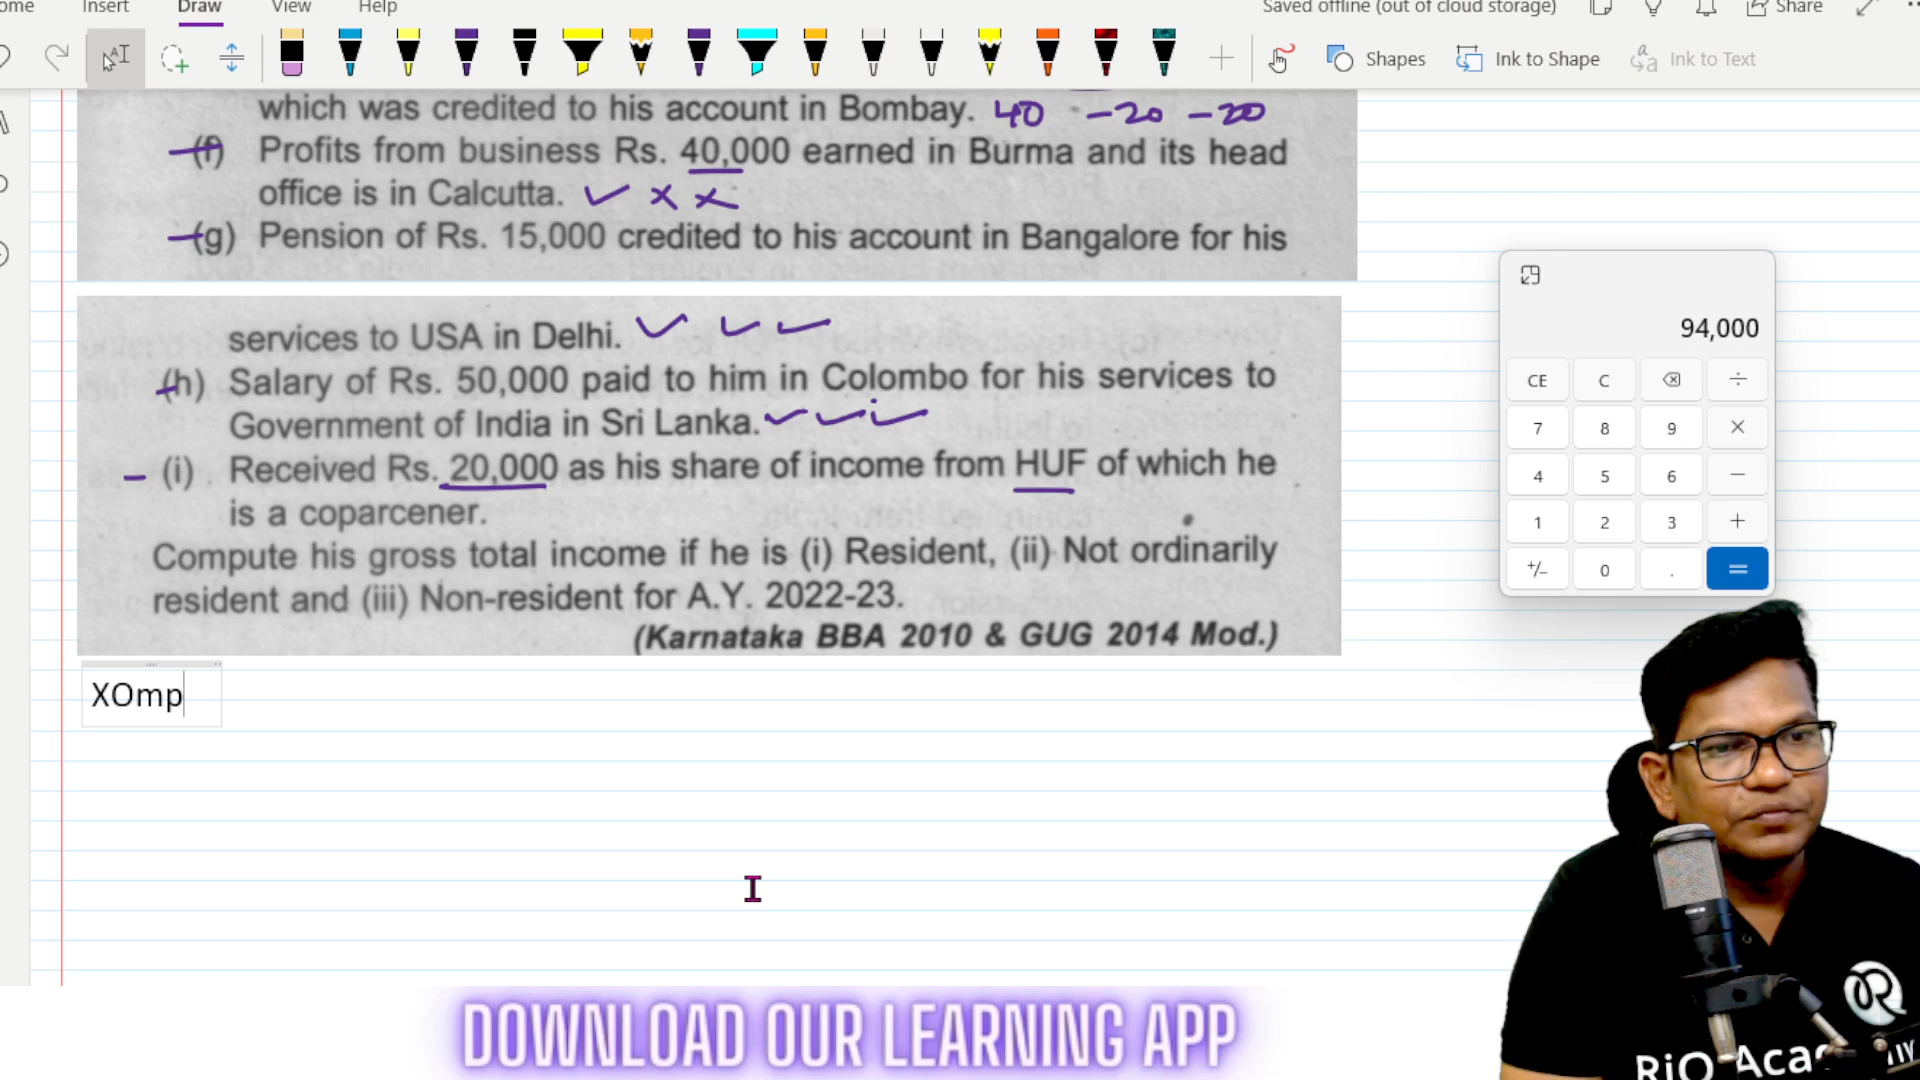 ome Insert Draw View Help Saved offline (out of cloud storage) Share
Shapes Ink to Shape Ink to Text
which was credited to his account in Bombay. 40 - 20 - 20
(f) Profits from business Rs. 40,000 earned in Burma and its head
office is in Calcutta.
(g) Pension of Rs. 15,000 credited to his account in Bangalore for his
services to USA in Delhi.
(h) Salary of Rs. 50,000 paid to him in Colombo for his services to
Government of India in Sri Lanka.
(i) Received Rs. 20,000 as his share of income from HUF of which he
is a coparcener.
Compute his gross total income if he is (i) Resident, (ii) Not ordinarily
resident and (iii) Non-resident for A.Y. 2022-23.
(Karnataka BBA 2010 & GUG 2014 Mod.)
XOmp
94,000
CE C ÷
7 8 9 ×
4 5 6 −
1 2 3 +
+/− 0 . =
DOWNLOAD OUR LEARNING APP
RiO Aca